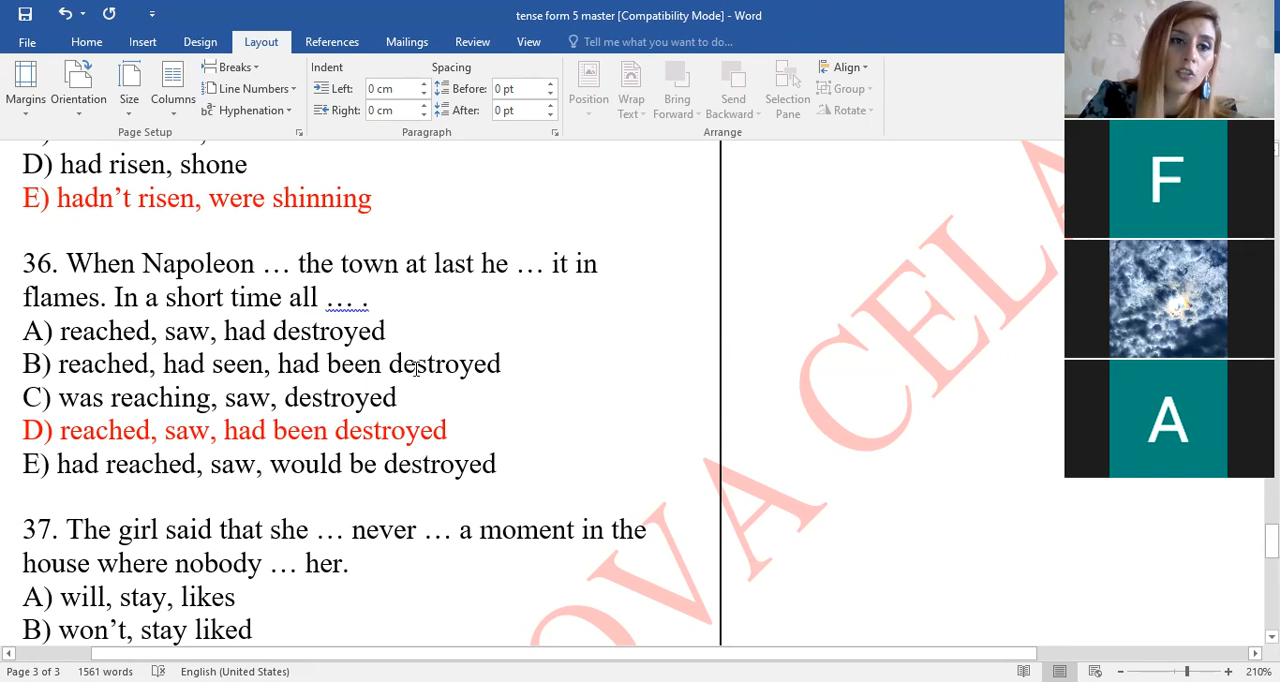 tense form 5 master [Compatibility Mode] - Word
File Home Insert Design Layout References Mailings Review View Tell me what you want to do...
Margins Orientation Size Columns
Breaks
Line Numbers
Hyphenation
Page Setup
Indent
Left: 0 cm
Right: 0 cm
Spacing
Before: 0 pt
After: 0 pt
Paragraph
Position Wrap Text Bring Forward Send Backward Selection Pane
Align
Group
Rotate
Arrange
D) had risen, shone
E) hadn’t risen, were shinning
36. When Napoleon … the town at last he … it in
flames. In a short time all … .
A) reached, saw, had destroyed
B) reached, had seen, had been destroyed
C) was reaching, saw, destroyed
D) reached, saw, had been destroyed
E) had reached, saw, would be destroyed
37. The girl said that she … never … a moment in the
house where nobody … her.
A) will, stay, likes
B) won’t, stay liked
OVA CELA
F
A
Page 3 of 3 1561 words English (United States) 210%